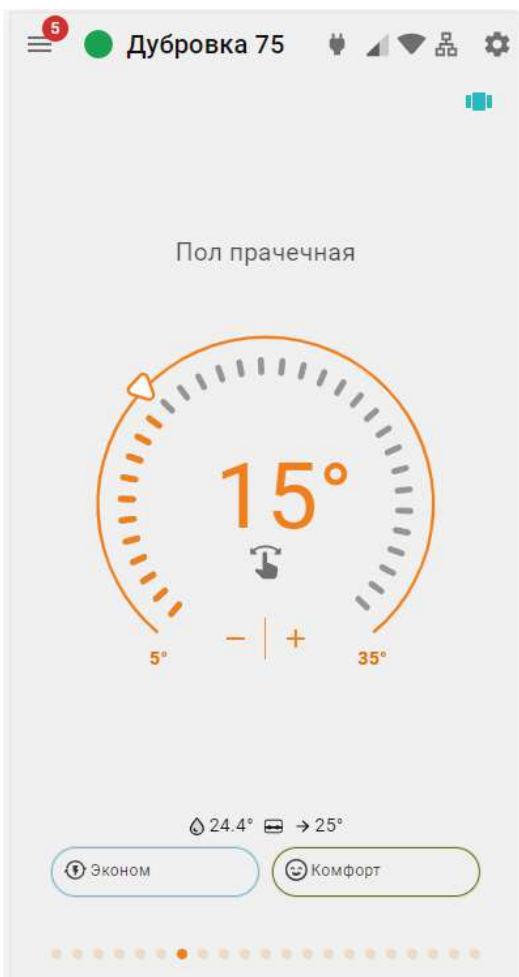 5
Дубровка 75
Пол прачечная
15°
− +
5° 35°
24.4° → 25°
Эконом Комфорт